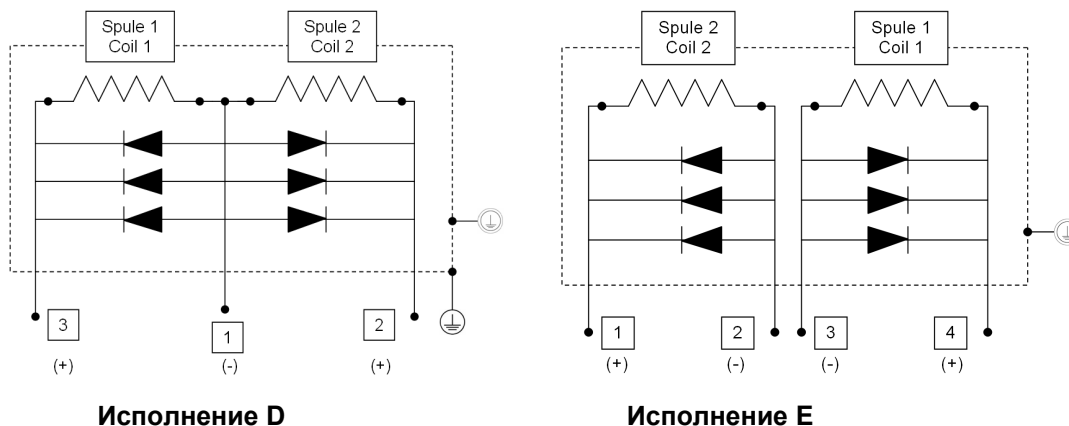 Spule 1
Coil 1
Spule 2
Coil 2
3
1
2
(+)
(-)
(+)
Исполнение D
Spule 2
Coil 2
Spule 1
Coil 1
1
2
3
4
(+)
(-)
(-)
(+)
Исполнение E